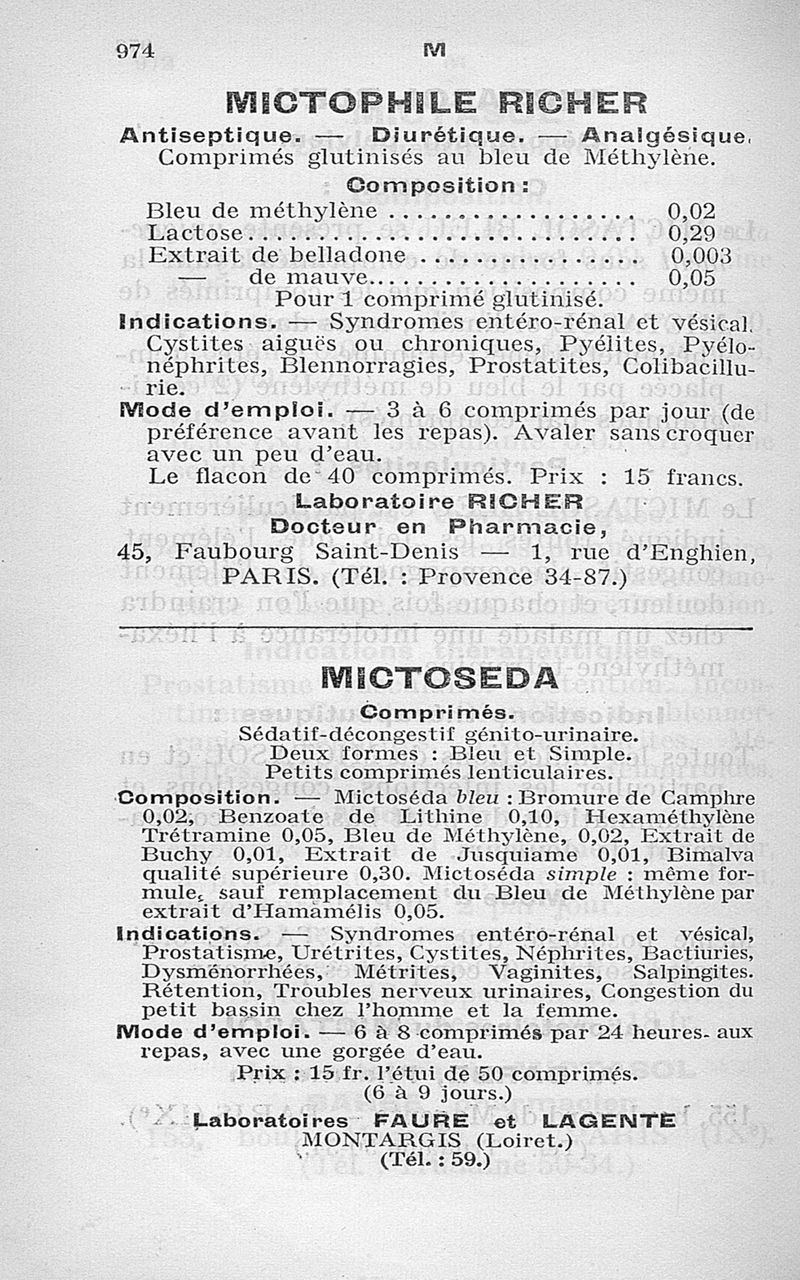 974 M
MICTOPHILE RICHER
Antiseptique. — Diurétique. — Analgésique.
Comprimés glutinisés au bleu de Méthylène.
Composition :
Bleu de méthylène .................. 0,02
Lactose............................ 0,29
Extrait de belladone ................ 0,003
— de mauve................... 0,05
Pour 1 comprimé glutinisé.
Indications. — Syndromes entéro-rénal et vésical.
Cystites aiguës ou chroniques, Pyélites, Pyélo-
néphrites, Blennorragies, Prostatites, Colibacillu-
rie.
Mode d'emploi. — 3 à 6 comprimés par jour (de
préférence avant les repas). Avaler sans croquer
avec un peu d'eau.
Le flacon de 40 comprimés. Prix : 15 francs.
Laboratoire RICHER
Docteur en Pharmacie,
45, Faubourg Saint-Denis — 1, rue d'Enghien,
PARIS. (Tél. : Provence 34-87.)
MICTOSEDA
Comprimés.
Sédatif-décongestif génito-urinaire.
Deux formes : Bleu et Simple.
Petits comprimés lenticulaires.
Composition. — Mictoséda bleu : Bromure de Camphre
0,02, Benzoate de Lithine 0,10, Hexaméthylène
Trétramine 0,05, Bleu de Méthylène, 0,02, Extrait de
Buchy 0,01, Extrait de Jusquiame 0,01, Bimalva
qualité supérieure 0,30. Mictoséda simple : même for-
mule, sauf remplacement du Bleu de Méthylène par
extrait d'Hamamélis 0,05.
Indications. — Syndromes entéro-rénal et vésical,
Prostatisme, Urétrites, Cystites, Néphrites, Bactiuries,
Dysménorrhées, Métrites, Vaginites, Salpingites.
Rétention, Troubles nerveux urinaires, Congestion du
petit bassin chez l'homme et la femme.
Mode d'emploi. — 6 à 8 comprimés par 24 heures. aux
repas, avec une gorgée d'eau.
Prix : 15 fr. l'étui de 50 comprimés.
(6 à 9 jours.)
Laboratoires FAURE et LAGENTE
MONTARGIS (Loiret.)
(Tél. : 59.)